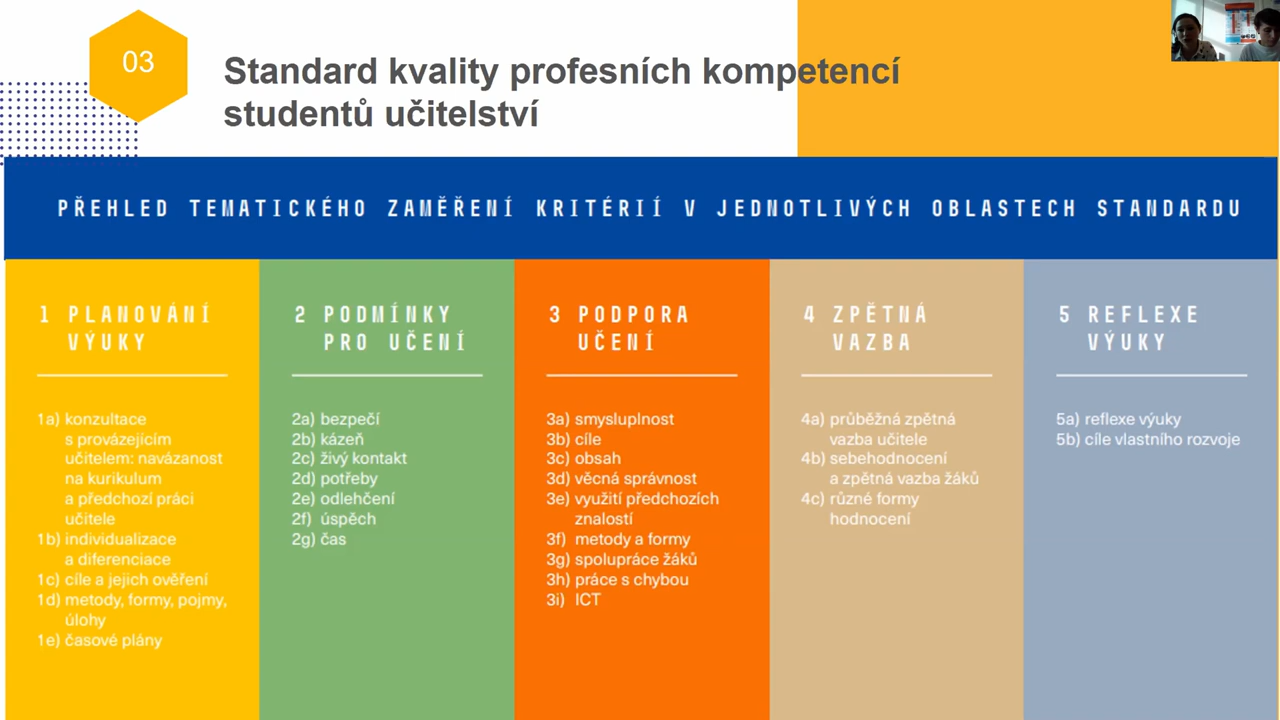 03
Standard kvality profesních kompetencí
studentů učitelství
PŘEHLED TEMATICKÉHO ZAMĚŘENÍ KRITÉRIÍ V JEDNOTLIVÝCH OBLASTECH STANDARDU
1 PLANOVÁNÍ
VÝUKY
1a) konzultace
s provázejícím
učitelem: navázanost
na kurikulum
a předchozí práci
učitele
1b) individualizace
a diferenciace
1c) cíle a jejich ověření
1d) metody, formy, pojmy,
úlohy
1e) časové plány
2 PODMÍNKY
PRO UČENÍ
2a) bezpečí
2b) kázeň
2c) živý kontakt
2d) potřeby
2e) odlehčení
2f) úspěch
2g) čas
3 PODPORA
UČENÍ
3a) smysluplnost
3b) cíle
3c) obsah
3d) věcná správnost
3e) využití předchozích
znalostí
3f) metody a formy
3g) spolupráce žáků
3h) práce s chybou
3i) ICT
4 ZPĚTNÁ
VAZBA
4a) průběžná zpětná
vazba učitele
4b) sebehodnocení
a zpětná vazba žáků
4c) různé formy
hodnocení
5 REFLEXE
VÝUKY
5a) reflexe výuky
5b) cíle vlastního rozvoje